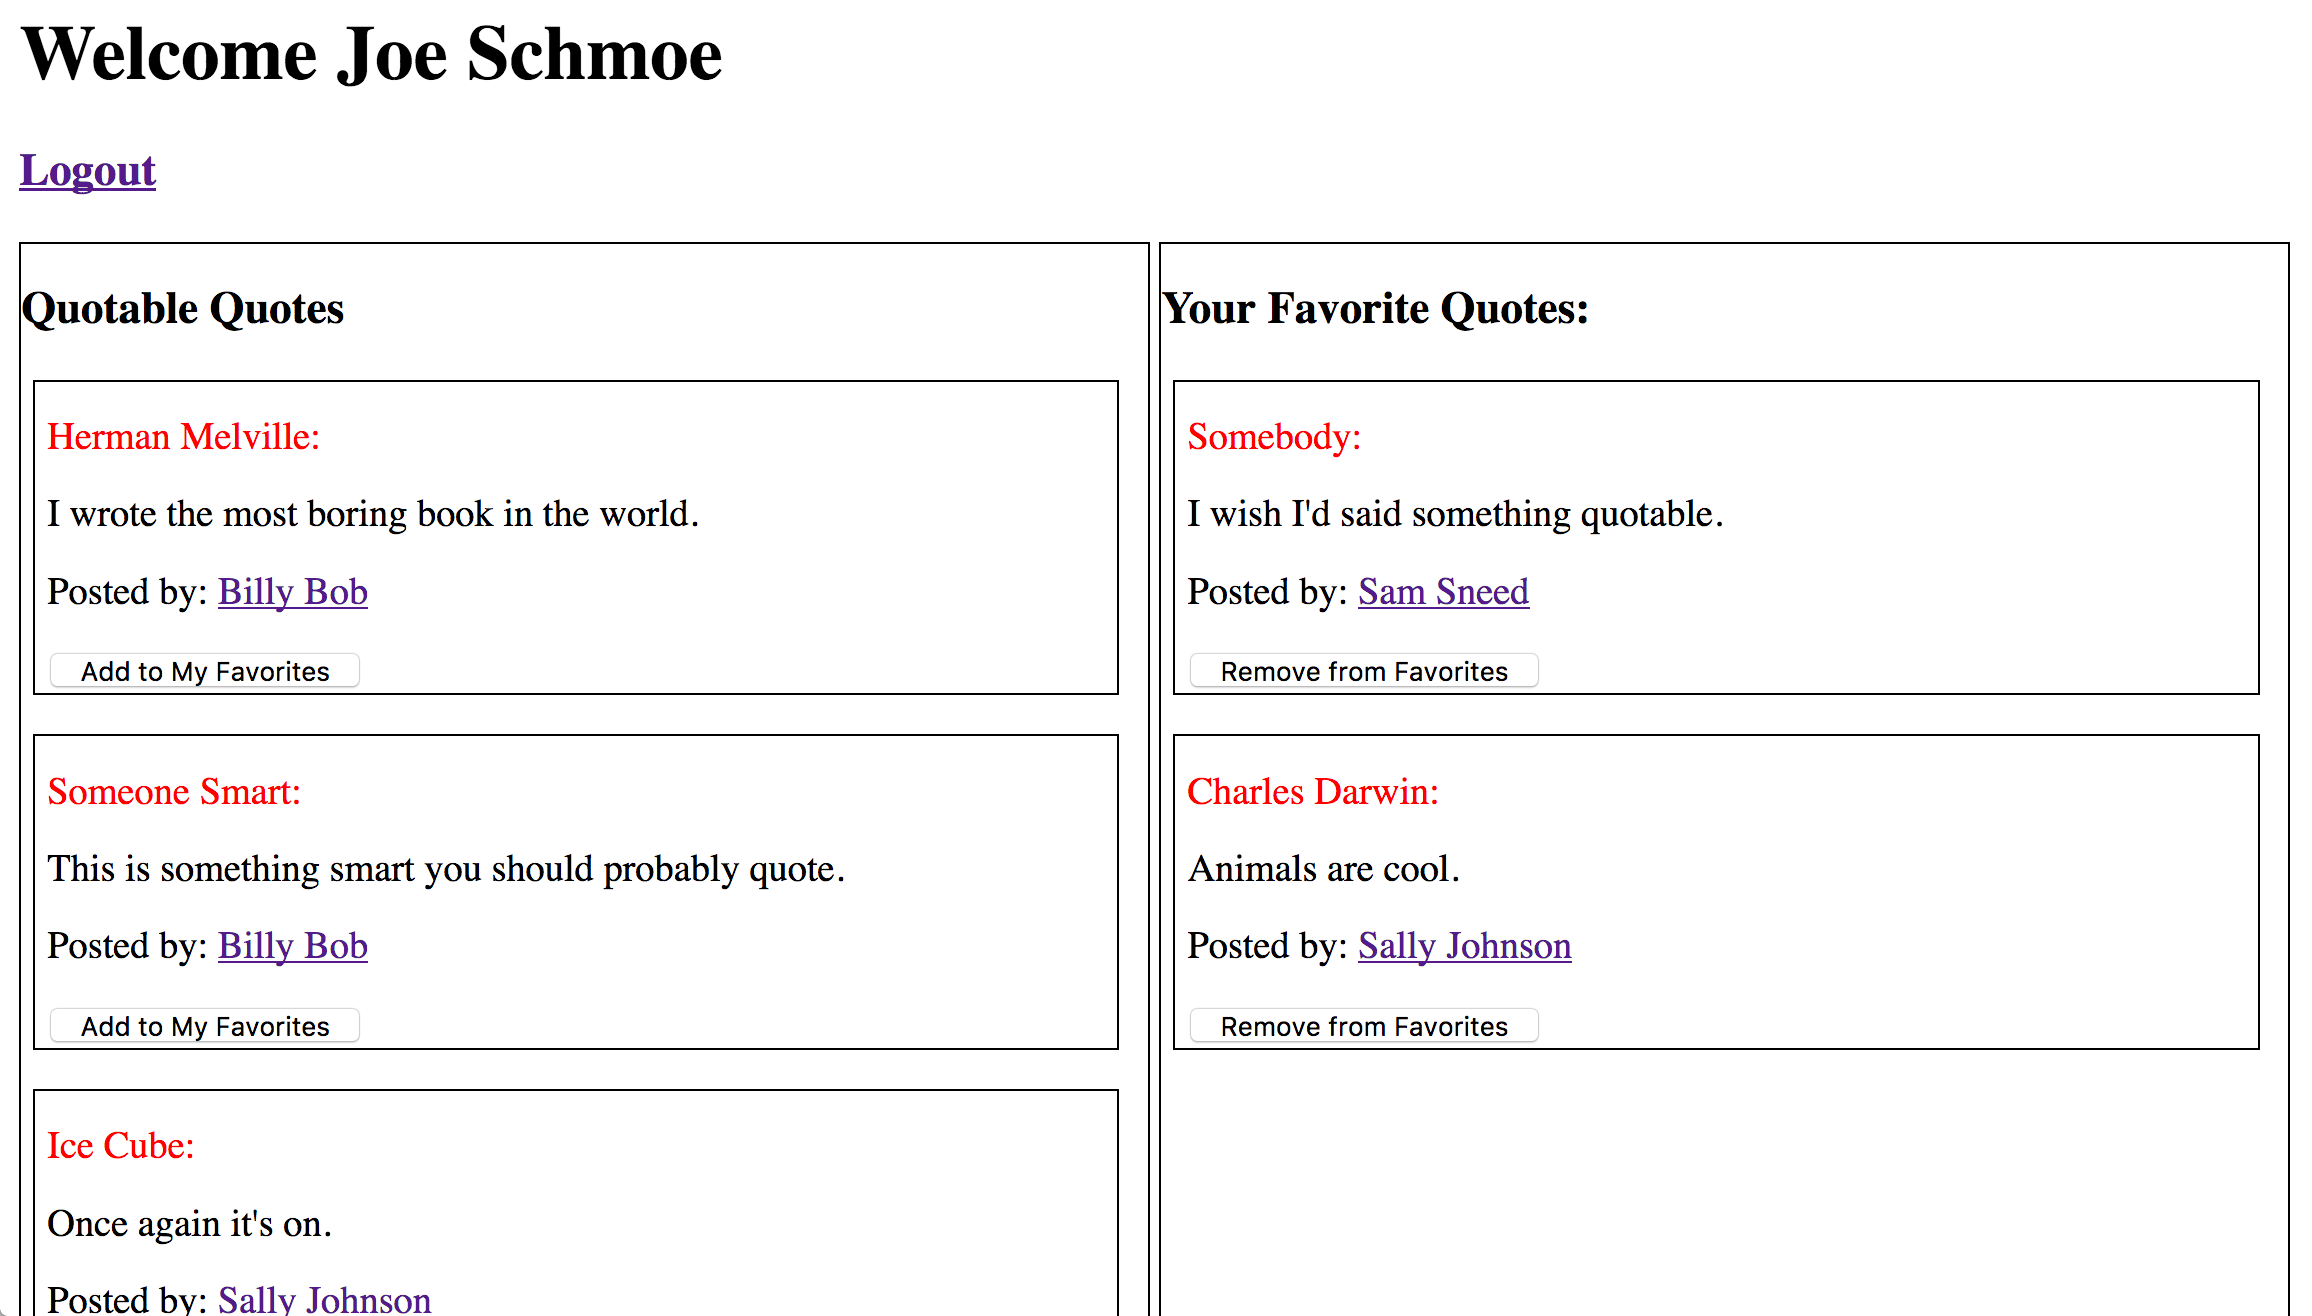 Welcome Joe Schmoe
Logout
Quotable Quotes
Herman Melville:
I wrote the most boring book in the world.
Posted by: Billy Bob
Add to My Favorites
Someone Smart:
This is something smart you should probably quote.
Posted by: Billy Bob
Add to My Favorites
Ice Cube:
Once again it's on.
Posted by: Sally Johnson
Your Favorite Quotes:
Somebody:
I wish I'd said something quotable.
Posted by: Sam Sneed
Remove from Favorites
Charles Darwin:
Animals are cool.
Posted by: Sally Johnson
Remove from Favorites